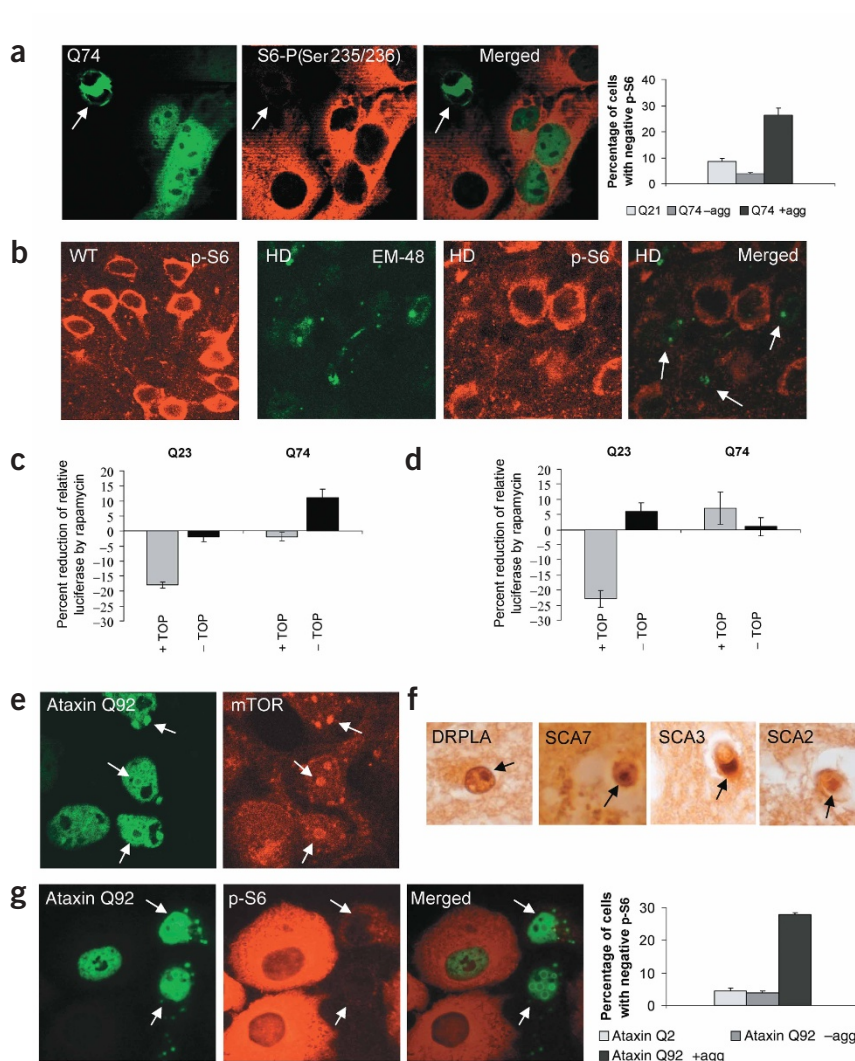 a
Q74
S6-P(Ser 235/236)
Merged
Percentage of cells
with negative p-S6
40
30
20
10
0
Q21 Q74 –agg Q74 +agg
b
WT p-S6
HD EM-48
HD p-S6
HD Merged
c
Q23 Q74
Percent reduction of relative
luciferase by rapamycin
20
15
10
5
0
–5
–10
–15
–20
–25
–30
+ TOP
– TOP
+ TOP
– TOP
d
Q23 Q74
Percent reduction of relative
luciferase by rapamycin
20
15
10
5
0
–5
–10
–15
–20
–25
–30
+ TOP
– TOP
+ TOP
– TOP
e
Ataxin Q92
mTOR
f
DRPLA
SCA7
SCA3
SCA2
g
Ataxin Q92
p-S6
Merged
Percentage of cells
with negative p-S6
30
20
10
0
Ataxin Q2 Ataxin Q92 –agg
Ataxin Q92 +agg